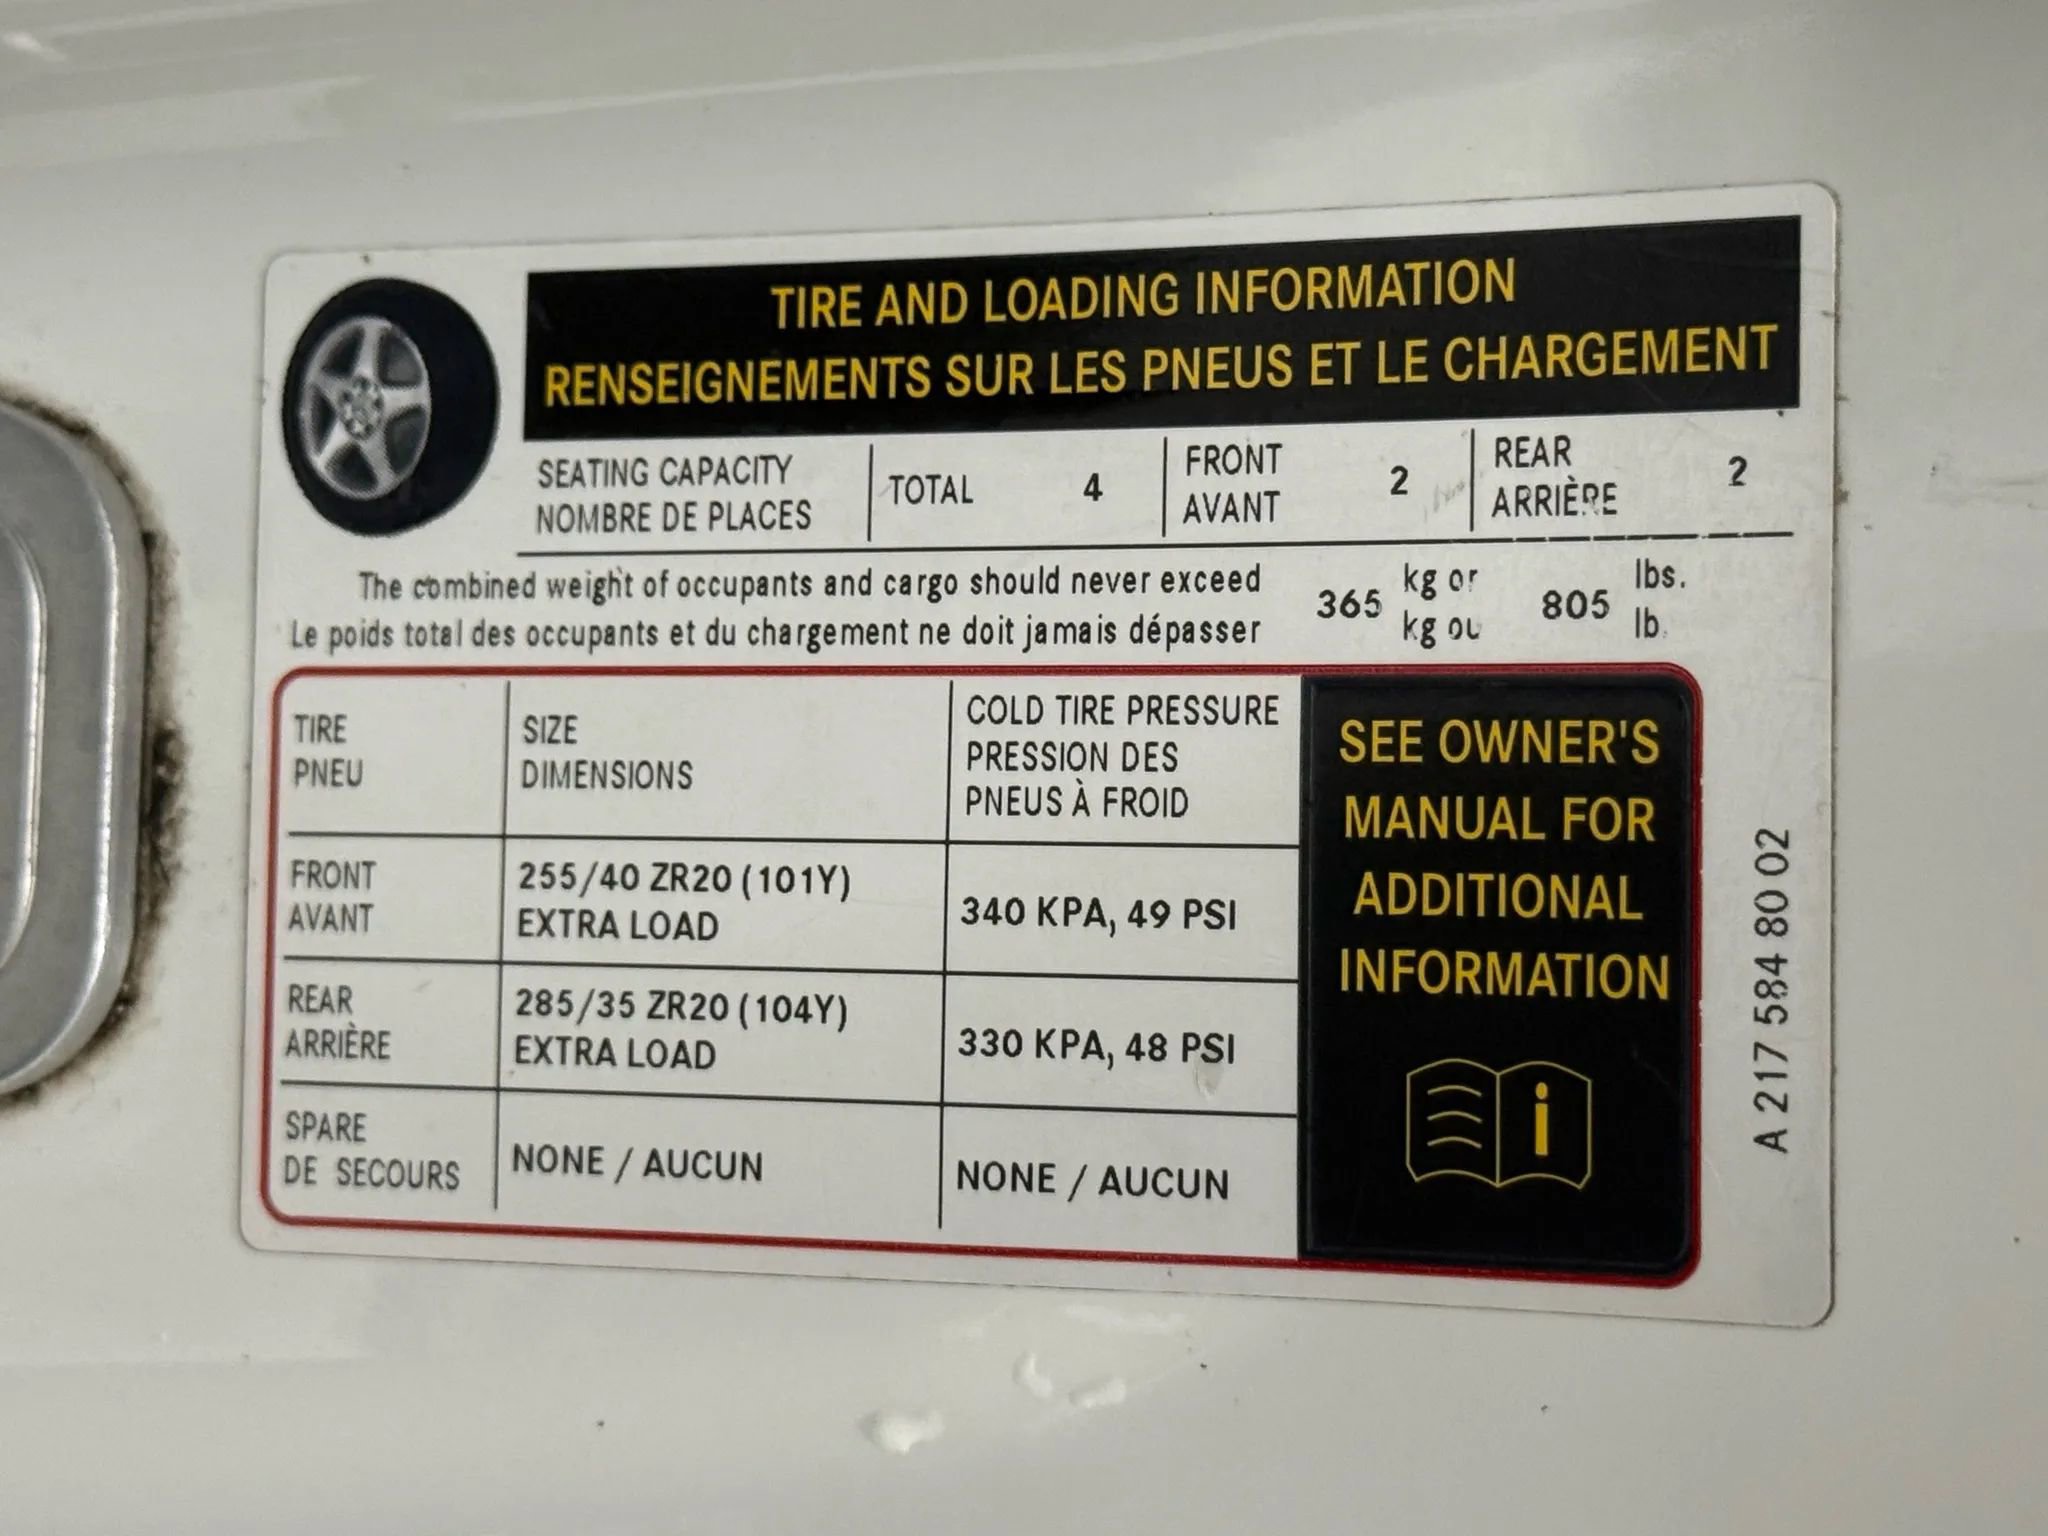 TIRE AND LOADING INFORMATION
RENSEIGNEMENTS SUR LES PNEUS ET LE CHARGEMENT
SEATING CAPACITY
NOMBRE DE PLACES
TOTAL 4
FRONT
AVANT
2
REAR
ARRIÈRE
2
The combined weight of occupants and cargo should never exceed 365 kg or 805 lbs.
Le poids total des occupants et du chargement ne doit jamais dépasser kg ou lb.
TIRE
PNEU
SIZE
DIMENSIONS
COLD TIRE PRESSURE
PRESSION DES
PNEUS À FROID
FRONT
AVANT
255/40 ZR20 (101Y)
EXTRA LOAD
340 KPA, 49 PSI
REAR
ARRIÈRE
285/35 ZR20 (104Y)
EXTRA LOAD
330 KPA, 48 PSI
SPARE
DE SECOURS
NONE / AUCUN
NONE / AUCUN
SEE OWNER'S
MANUAL FOR
ADDITIONAL
INFORMATION
i
A 217 584 80 02